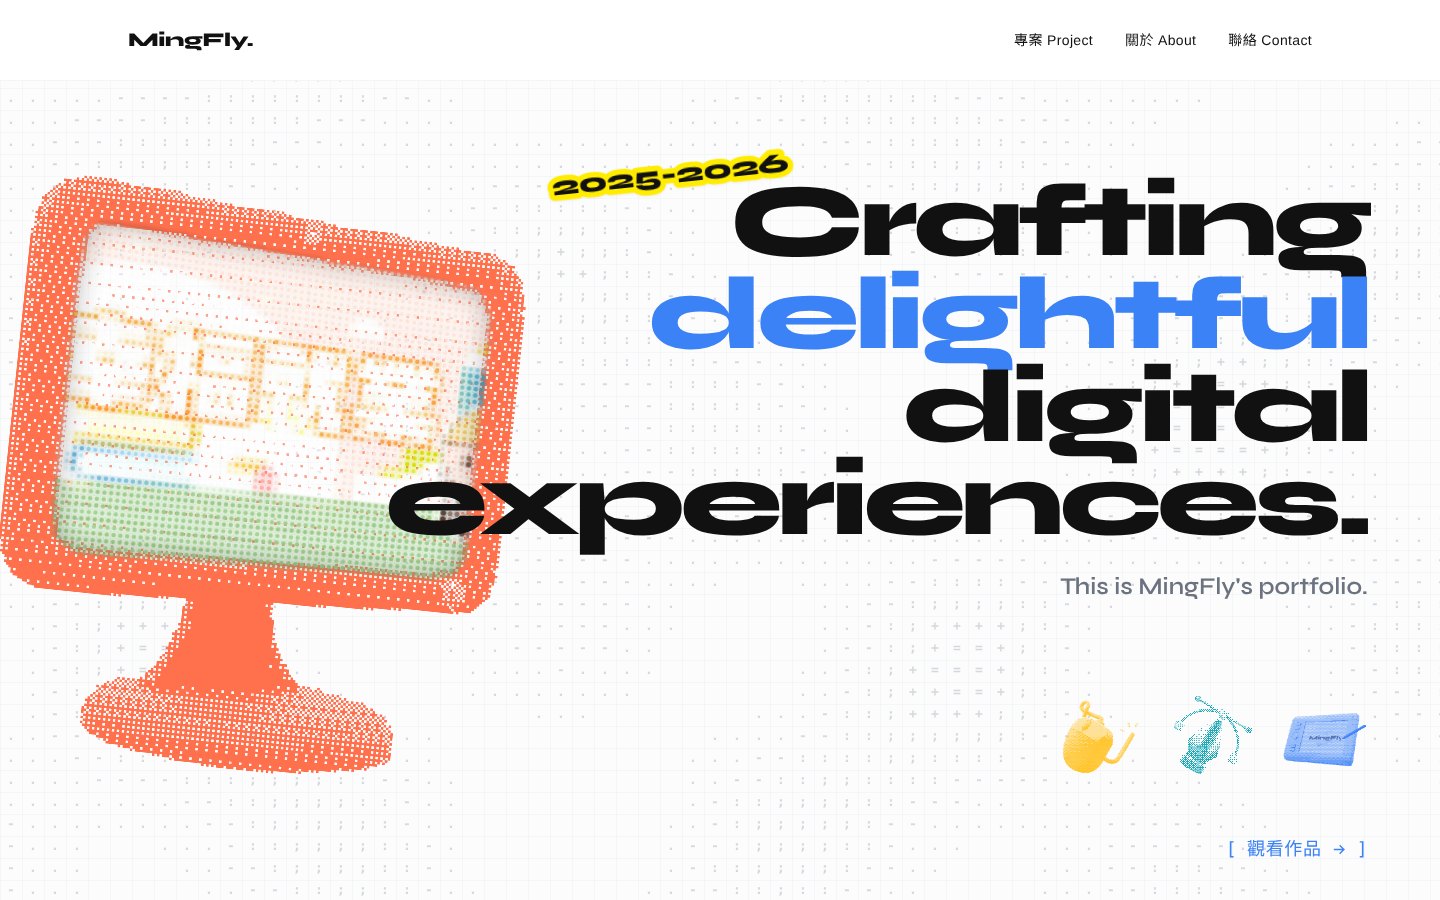 MingFly.
專案 Project
關於 About
聯絡 Contact
2025-2026
Crafting
delightful
digital
experiences.
This is MingFly's portfolio.
MingFly
[ 觀看作品 → ]